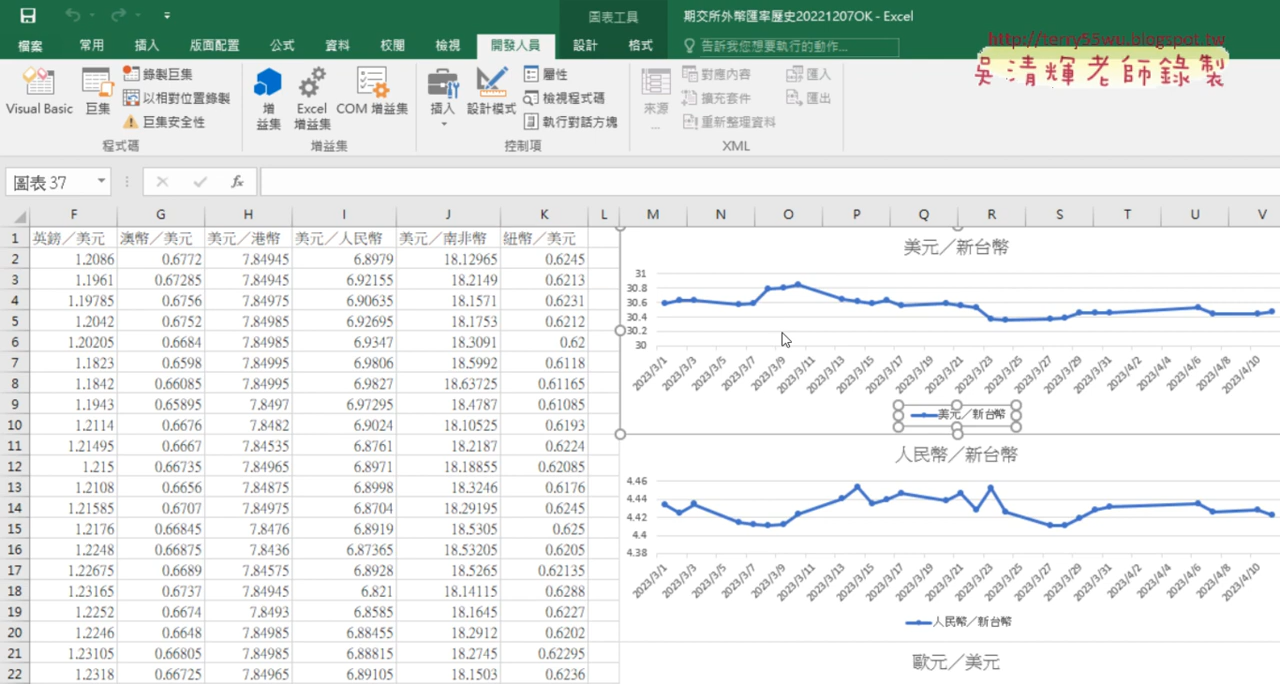 圖表工具
期交所外幣匯率歷史20221207OK - Excel
檔案 常用 插入 版面配置 公式 資料 校閱 檢視 開發人員 設計 格式 告訴我您想要執行的動作...
http://terry55wu.blogspot.tw
吳清輝老師錄製
Visual Basic 巨集 錄製巨集 以相對位置錄製 巨集安全性
增益集 Excel 增益集 COM 增益集
插入 設計模式 屬性 檢視程式碼 執行對話方塊
來源... 對應內容 擴充套件 重新整理資料 匯入 匯出
程式碼 增益集 控制項 XML
圖表 37 fx
F G H I J K L M N O P Q R S T U V
1 英鎊／美元 澳幣／美元 美元／港幣 美元／人民幣 美元／南非幣 紐幣／美元
2 1.2086 0.6772 7.84945 6.8979 18.12965 0.6245
3 1.1961 0.67285 7.84945 6.92155 18.2149 0.6213
4 1.19785 0.6756 7.84975 6.90635 18.1571 0.6231
5 1.2042 0.6752 7.84985 6.92695 18.1753 0.6212
6 1.20205 0.6684 7.84985 6.9347 18.3091 0.62
7 1.1823 0.6598 7.84995 6.9806 18.5992 0.6118
8 1.1842 0.66085 7.84995 6.9827 18.63725 0.61165
9 1.1943 0.65895 7.8497 6.97295 18.4787 0.61085
10 1.2114 0.6676 7.8482 6.9024 18.10525 0.6193
11 1.21495 0.6667 7.84535 6.8761 18.2187 0.6224
12 1.215 0.66735 7.84965 6.8971 18.18855 0.62085
13 1.2108 0.6656 7.84875 6.8998 18.3246 0.6176
14 1.21585 0.6707 7.84975 6.8704 18.29195 0.6245
15 1.2176 0.66845 7.8476 6.8919 18.5305 0.625
16 1.2248 0.66875 7.8436 6.87365 18.53205 0.6205
17 1.22675 0.6689 7.84575 6.8928 18.5265 0.62135
18 1.23165 0.6737 7.84945 6.821 18.14115 0.6288
19 1.2252 0.6674 7.8493 6.8585 18.1645 0.6227
20 1.2246 0.6648 7.84985 6.88455 18.2912 0.6202
21 1.23105 0.66805 7.84985 6.88815 18.2745 0.62295
22 1.2318 0.66725 7.84965 6.89105 18.1503 0.6236
美元／新台幣
31
30.8
30.6
30.4
30.2
30
2023/3/1 2023/3/3 2023/3/5 2023/3/7 2023/3/9 2023/3/11 2023/3/13 2023/3/15 2023/3/17 2023/3/19 2023/3/21 2023/3/23 2023/3/25 2023/3/27 2023/3/29 2023/3/31 2023/4/2 2023/4/4 2023/4/6 2023/4/8 2023/4/10
美元／新台幣
人民幣／新台幣
4.46
4.44
4.42
4.4
4.38
2023/3/1 2023/3/3 2023/3/5 2023/3/7 2023/3/9 2023/3/11 2023/3/13 2023/3/15 2023/3/17 2023/3/19 2023/3/21 2023/3/23 2023/3/25 2023/3/27 2023/3/29 2023/3/31 2023/4/2 2023/4/4 2023/4/6 2023/4/8 2023/4/10
人民幣／新台幣
歐元／美元